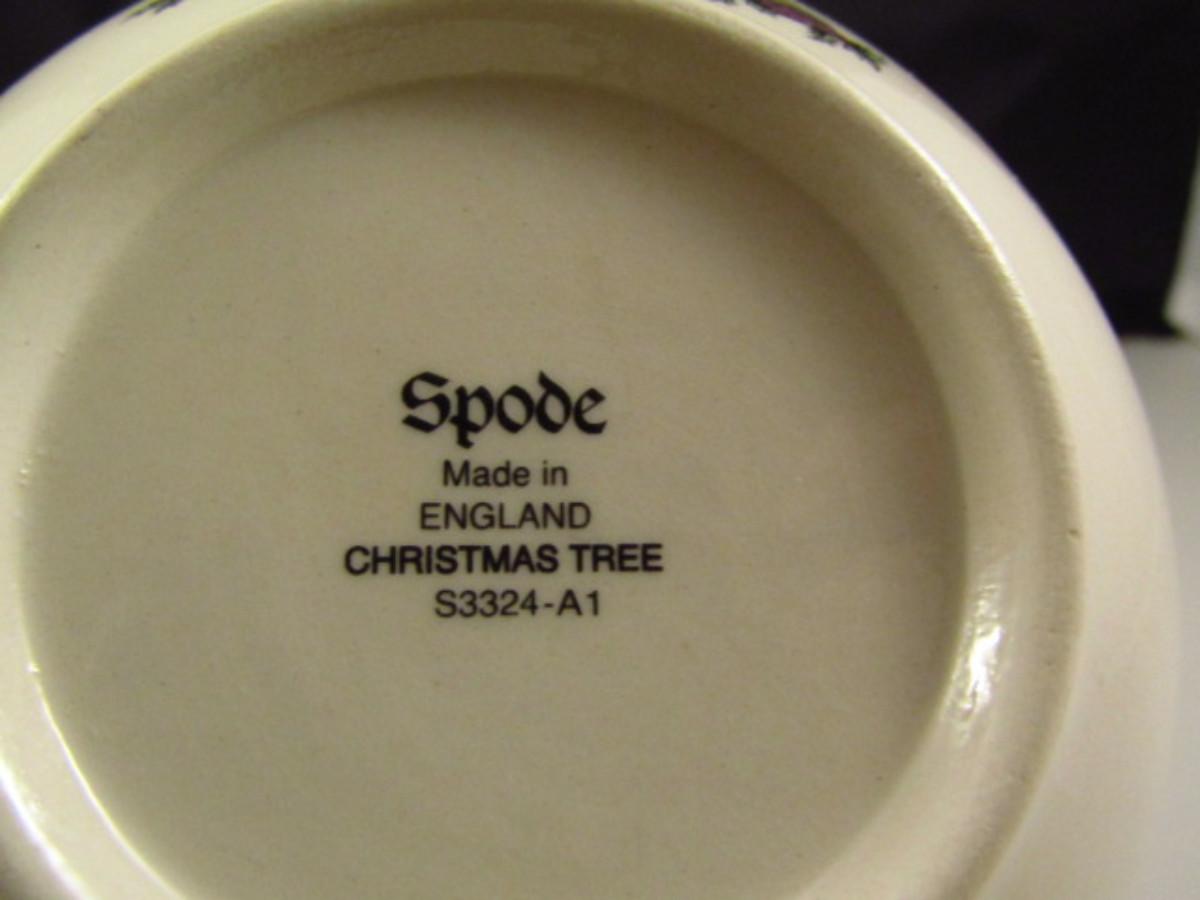 Spode
Made in
ENGLAND
CHRISTMAS TREE
S3324-A1